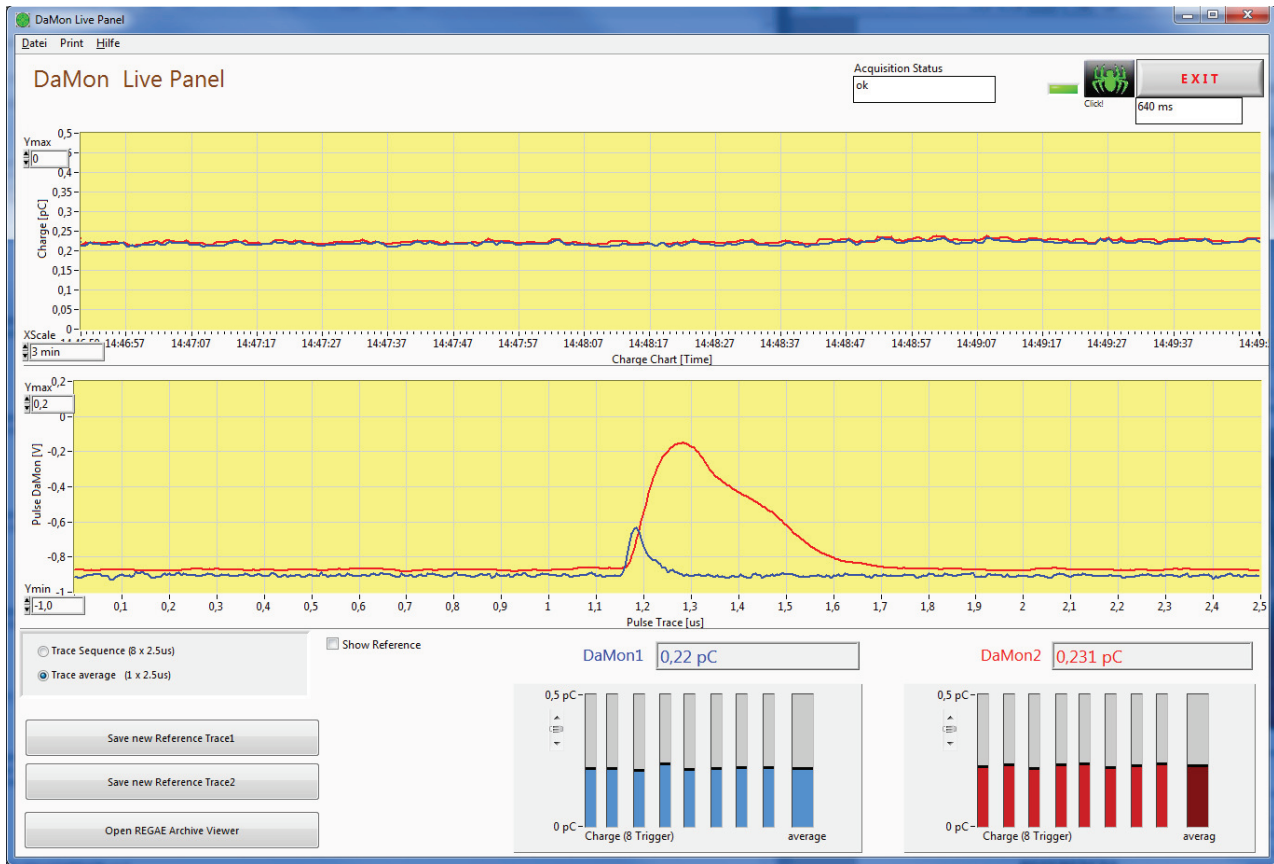 DaMon Live Panel
Datei Print Hilfe
DaMon Live Panel
Acquisition Status
ok
Click!
EXIT
640 ms
Ymax
0
0,5
0,4
0,35
0,3
0,25
0,2
0,15
0,1
0,05
0
Charge [pC]
XScale
3 min
14:46:57 14:47:07 14:47:17 14:47:27 14:47:37 14:47:47 14:47:57 14:48:07 14:48:17 14:48:27 14:48:37 14:48:47 14:48:57 14:49:07 14:49:17 14:49:27 14:49:37 14:49:
Charge Chart [Time]
Ymax
0,2
0,2
0
-0,2
-0,4
-0,6
-0,8
-1
Pulse DaMon [V]
Ymin
-1,0
0,1 0,2 0,3 0,4 0,5 0,6 0,7 0,8 0,9 1 1,1 1,2 1,3 1,4 1,5 1,6 1,7 1,8 1,9 2 2,1 2,2 2,3 2,4 2,5
Pulse Trace [us]
Trace Sequence (8 x 2.5us)
Trace average (1 x 2.5us)
Show Reference
DaMon1 0,22 pC
DaMon2 0,231 pC
Save new Reference Trace1
Save new Reference Trace2
Open REGAE Archive Viewer
0,5 pC
0 pC
Charge (8 Trigger) average
0,5 pC
0 pC
Charge (8 Trigger) averag